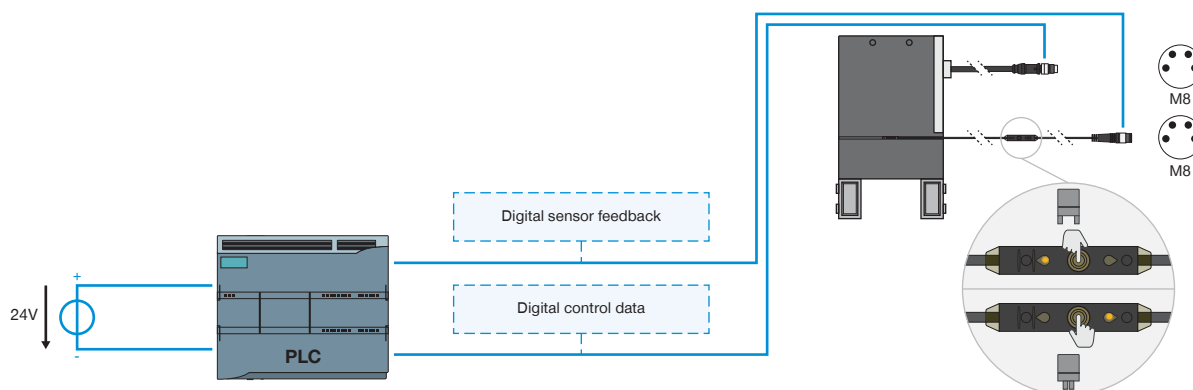 M8
M8
Digital sensor feedback
+
24V
-
Digital control data
PLC